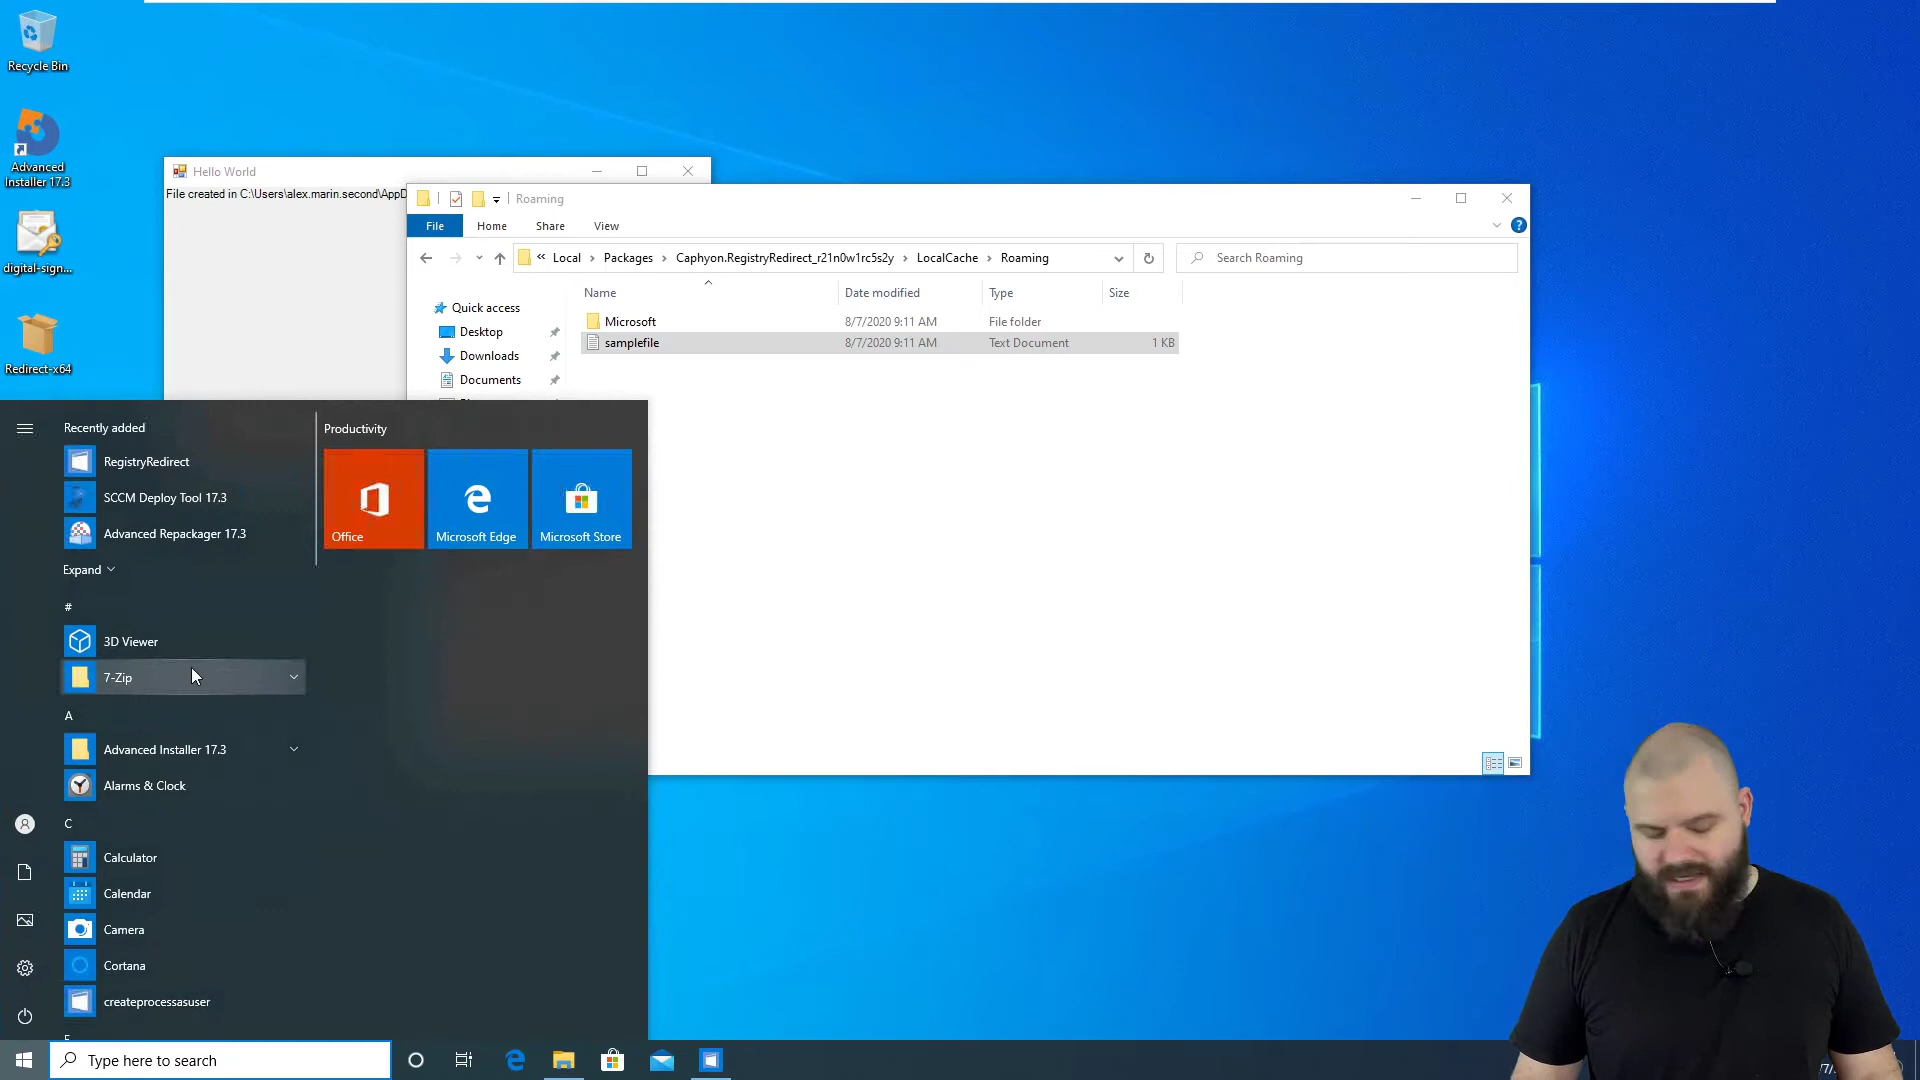 Recycle Bin
Advanced
Installer 17.3
digital-sign...
Redirect-x64
Hello World
File created in C:\Users\alex.marin.second\AppD
Roaming
File
Home
Share
View
« Local > Packages > Caphyon.RegistryRedirect_r21n0w1rc5s2y > LocalCache > Roaming
Search Roaming
Name
Date modified
Type
Size
Quick access
Desktop
Downloads
Documents
Microsoft
8/7/2020 9:11 AM
File folder
samplefile
8/7/2020 9:11 AM
Text Document
1 KB
Recently added
RegistryRedirect
SCCM Deploy Tool 17.3
Advanced Repackager 17.3
Expand
#
3D Viewer
7-Zip
A
Advanced Installer 17.3
Alarms & Clock
C
Calculator
Calendar
Camera
Cortana
createprocessasuser
Productivity
Office
Microsoft Edge
Microsoft Store
Type here to search